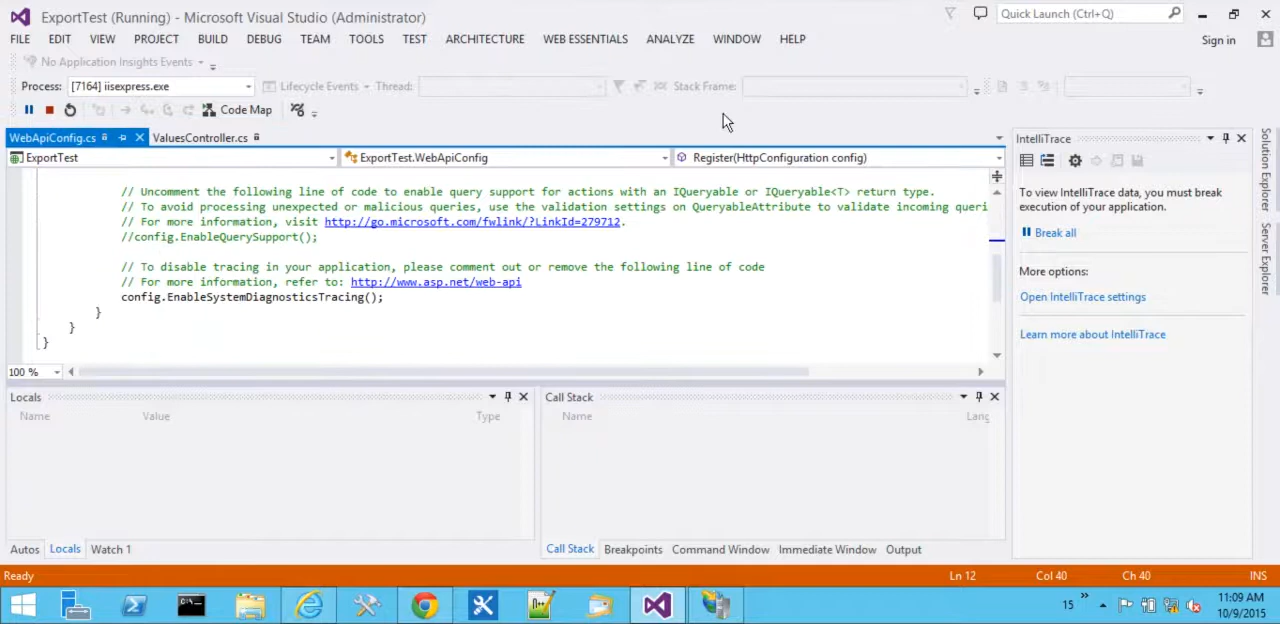 ExportTest (Running) - Microsoft Visual Studio (Administrator)
Quick Launch (Ctrl+Q)
FILE EDIT VIEW PROJECT BUILD DEBUG TEAM TOOLS TEST ARCHITECTURE WEB ESSENTIALS ANALYZE WINDOW HELP
Sign in
No Application Insights Events
Process: [7164] iisexpress.exe Lifecycle Events Thread: Stack Frame:
Code Map
WebApiConfig.cs ValuesController.cs
IntelliTrace
ExportTest ExportTest.WebApiConfig Register(HttpConfiguration config)
// Uncomment the following line of code to enable query support for actions with an IQueryable or IQueryable<T> return type.
// To avoid processing unexpected or malicious queries, use the validation settings on QueryableAttribute to validate incoming queri
// For more information, visit http://go.microsoft.com/fwlink/?LinkId=279712.
//config.EnableQuerySupport();
// To disable tracing in your application, please comment out or remove the following line of code
// For more information, refer to: http://www.asp.net/web-api
config.EnableSystemDiagnosticsTracing();
}
}
}
100 %
To view IntelliTrace data, you must break
execution of your application.
Break all
More options:
Open IntelliTrace settings
Learn more about IntelliTrace
Solution Explorer
Server Explorer
Locals
Name Value Type
Call Stack
Name Lang
Autos Locals Watch 1
Call Stack Breakpoints Command Window Immediate Window Output
Ready Ln 12 Col 40 Ch 40 INS
15
11:09 AM
10/9/2015